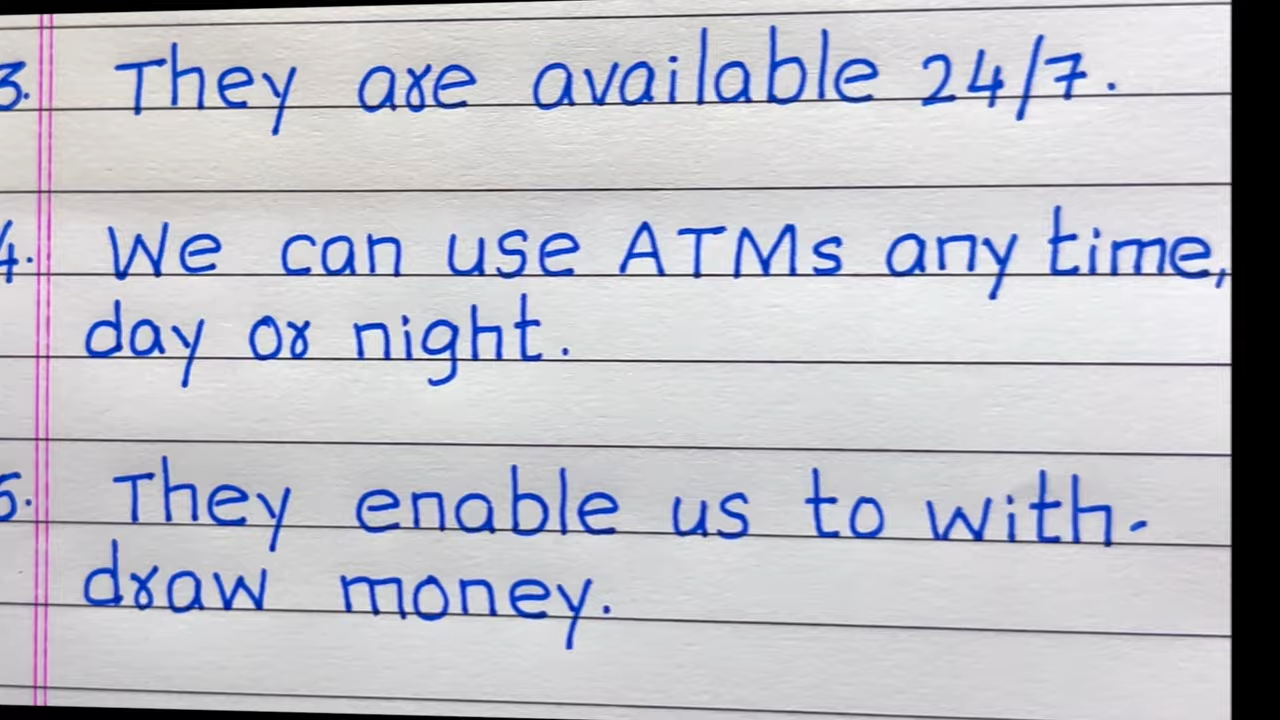 3. They are available 24/7.
4. We can use ATMs any time,
day or night.
5. They enable us to with-
draw money.